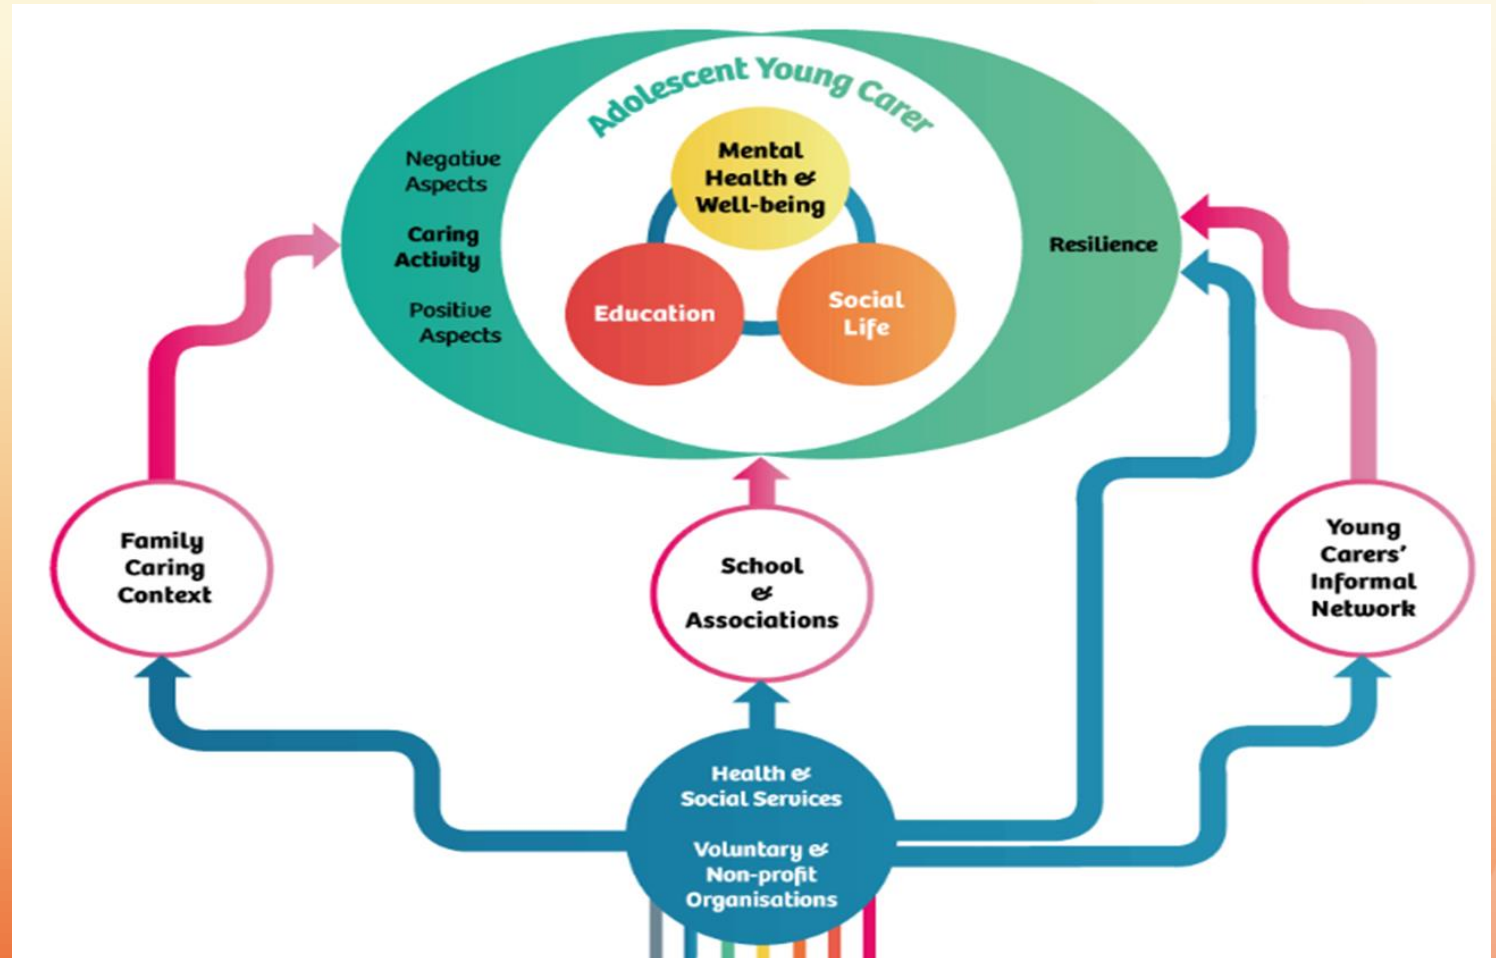 Adolescent Young Carer
Mental
Health &
Well-being
Education
Social
Life
Negative
Aspects
Caring
Activity
Positive
Aspects
Resilience
Family
Caring
Context
School
&
Associations
Young
Carers’
Informal
Network
Health &
Social Services
Voluntary &
Non-profit
Organisations